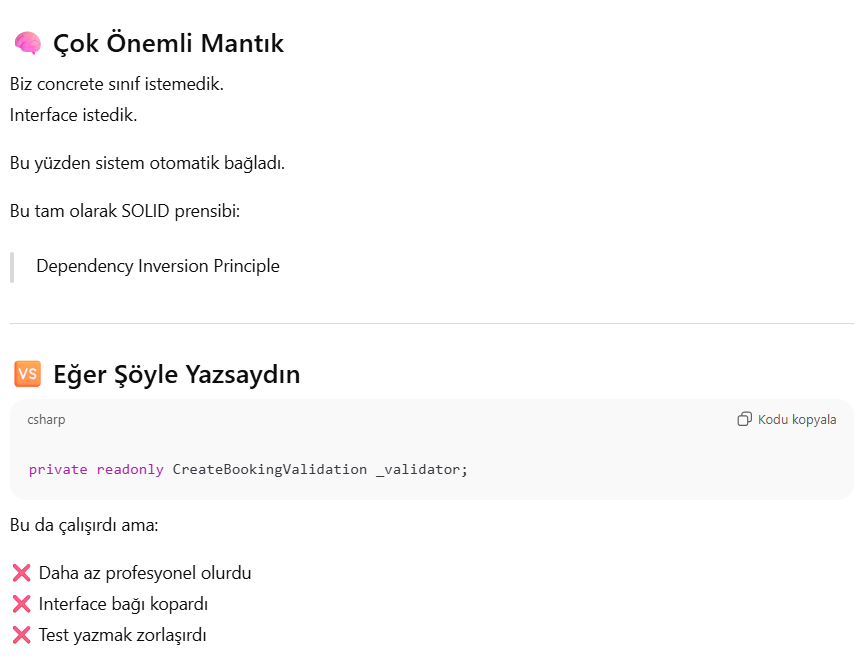 🧠 Çok Önemli Mantık
Biz concrete sınıf istemedik.
Interface istedik.
Bu yüzden sistem otomatik bağladı.
Bu tam olarak SOLID prensibi:
Dependency Inversion Principle
🆚 Eğer Şöyle Yazsaydın
csharp
Kodu kopyala
private readonly CreateBookingValidation _validator;
Bu da çalışırdı ama:
❌ Daha az profesyonel olurdu
❌ Interface bağı kopardı
❌ Test yazmak zorlaşırdı